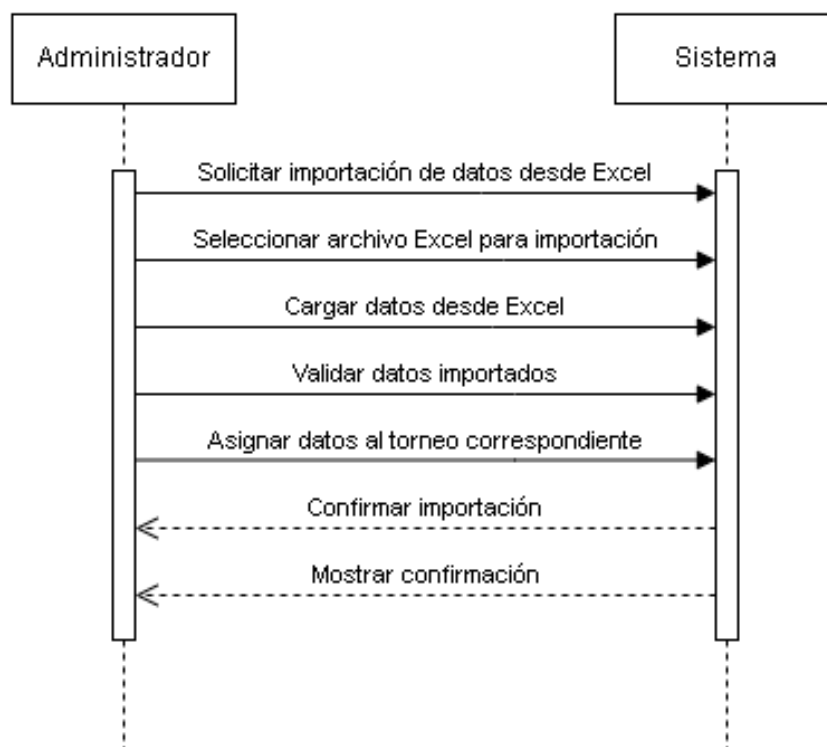 Administrador
Sistema
Solicitar importación de datos desde Excel
Seleccionar archivo Excel para importación
Cargar datos desde Excel
Validar datos importados
Asignar datos al torneo correspondiente
Confirmar importación
Mostrar confirmación